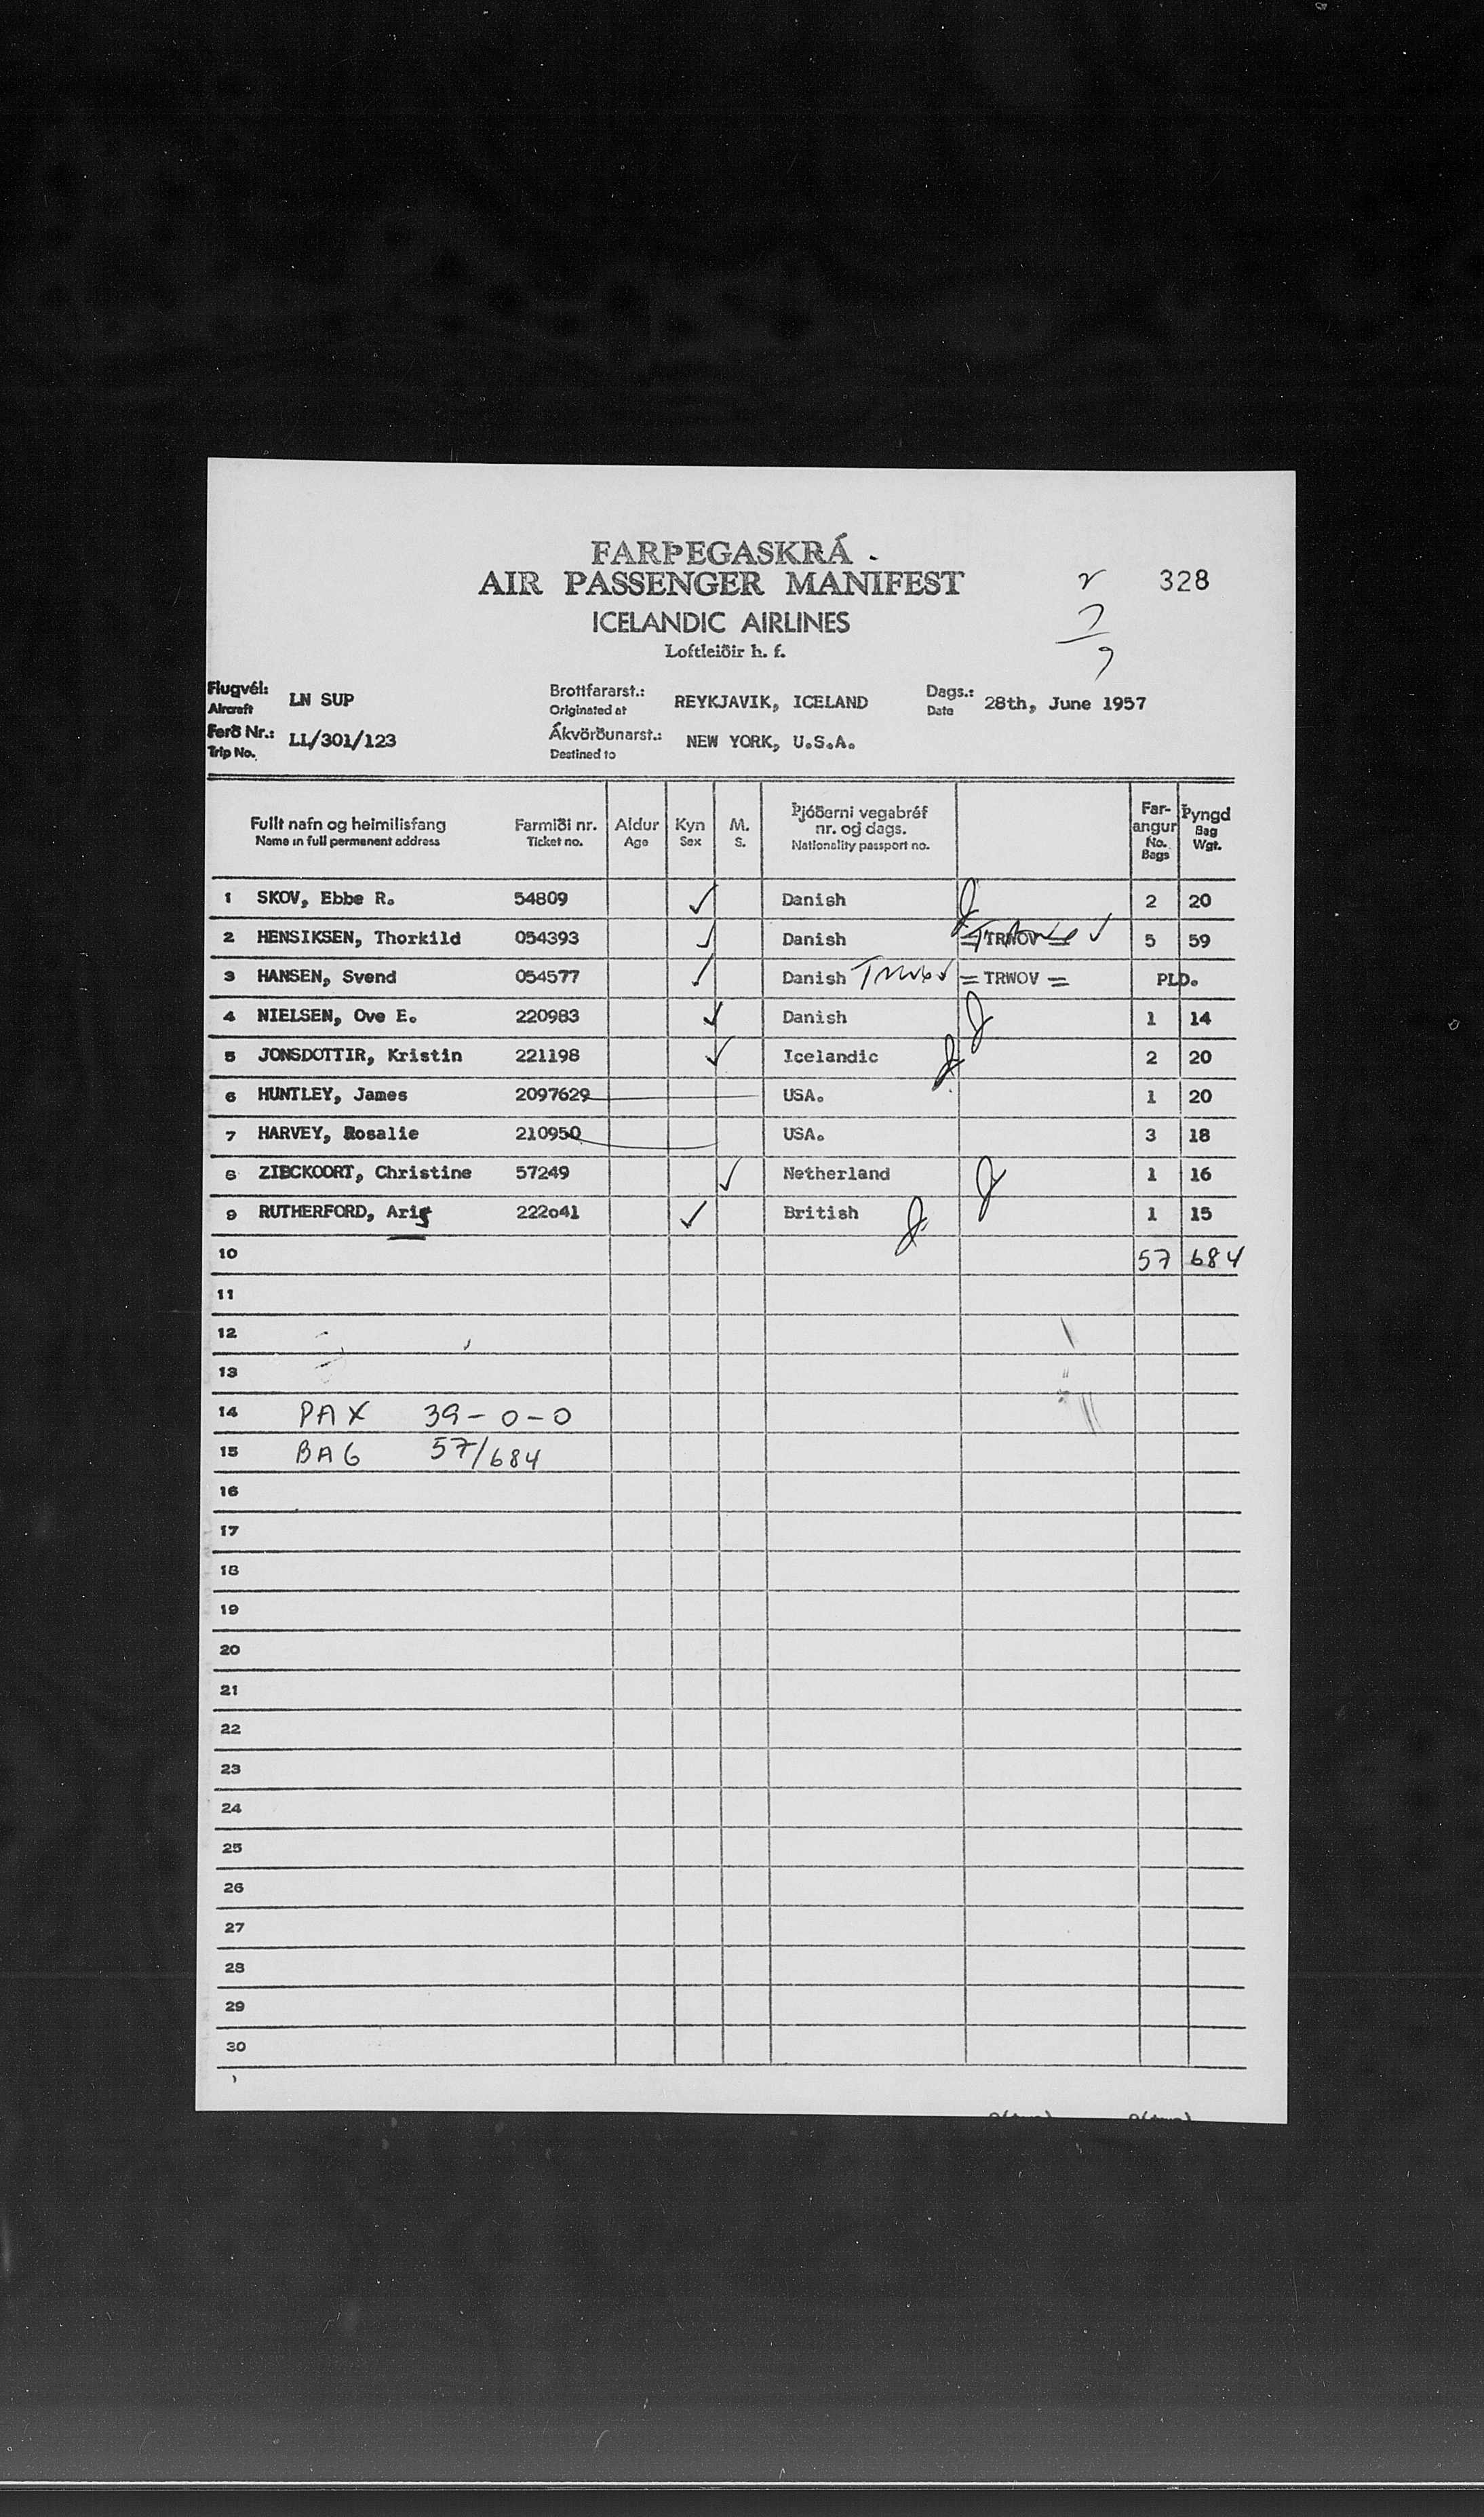 FARÞEGASKRÁ
AIR PASSENGER MANIFEST
328
ICELANDIC AIRLINES
Loftleiðir h. f.
Flugvél: LN SUP Brottfararst.: REYKJAVIK, ICELAND Dags.: 28th, June 1957
Aircraft Originated at Date
Ferð Nr.: LL/301/123 Ákvörðunarst.: NEW YORK, U.S.A.
Trip No. Destined to
Fullt nafn og heimilisfang Farmiði nr. Aldur Kyn M. Þjóðerni vegabréf nr. og dags. Farangur Þyngd
Name in full permanent address Ticket no. Age Sex S. Nationality passport no. No. Bags Bag Wgt.
1 SKOV, Ebbe R. 54809 ✓ Danish 2 20
2 HENSIKSEN, Thorkild 054393 ✓ Danish = TRWOV = ✓ 5 59
3 HANSEN, Svend 054577 ✓ Danish TRWOV = TRWOV = PLD.
4 NIELSEN, Ove E. 220983 ✓ Danish 1 14
5 JONSDOTTIR, Kristin 221198 ✓ Icelandic 2 20
6 HUNTLEY, James 2097629 USA. 1 20
7 HARVEY, Rosalie 210950 USA. 3 18
8 ZIECKOORT, Christine 57249 ✓ Netherland 1 16
9 RUTHERFORD, Aris 222o41 ✓ British 1 15
10 57 684
11
12
13
14 PAX 39-0-0
15 BAG 57/684
16
17
18
19
20
21
22
23
24
25
26
27
28
29
30